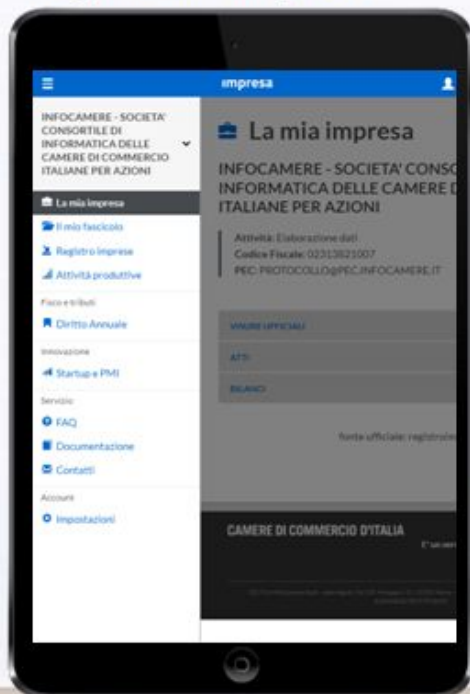 impresa
INFOCAMERE - SOCIETA'
CONSORTILE DI
INFORMATICA DELLE
CAMERE DI COMMERCIO
ITALIANE PER AZIONI
La mia impresa
Il mio fascicolo
Registro imprese
Attività produttive
Fisco e tributi
Diritto Annuale
Innovazione
Startup e PMI
Servizio
FAQ
Documentazione
Contatti
Account
Impostazioni
La mia impresa
INFOCAMERE - SOCIETA' CONSO
INFORMATICA DELLE CAMERE D
ITALIANE PER AZIONI
Attività: Elaborazione dati
Codice Fiscale: 02313821007
PEC: PROTOCOLLO@PEC.INFOCAMERE.IT
VISURE UFFICIALI
ATTI
BILANCI
fonte ufficiale: registroim
CAMERE DI COMMERCIO D'ITALIA
E' un serv